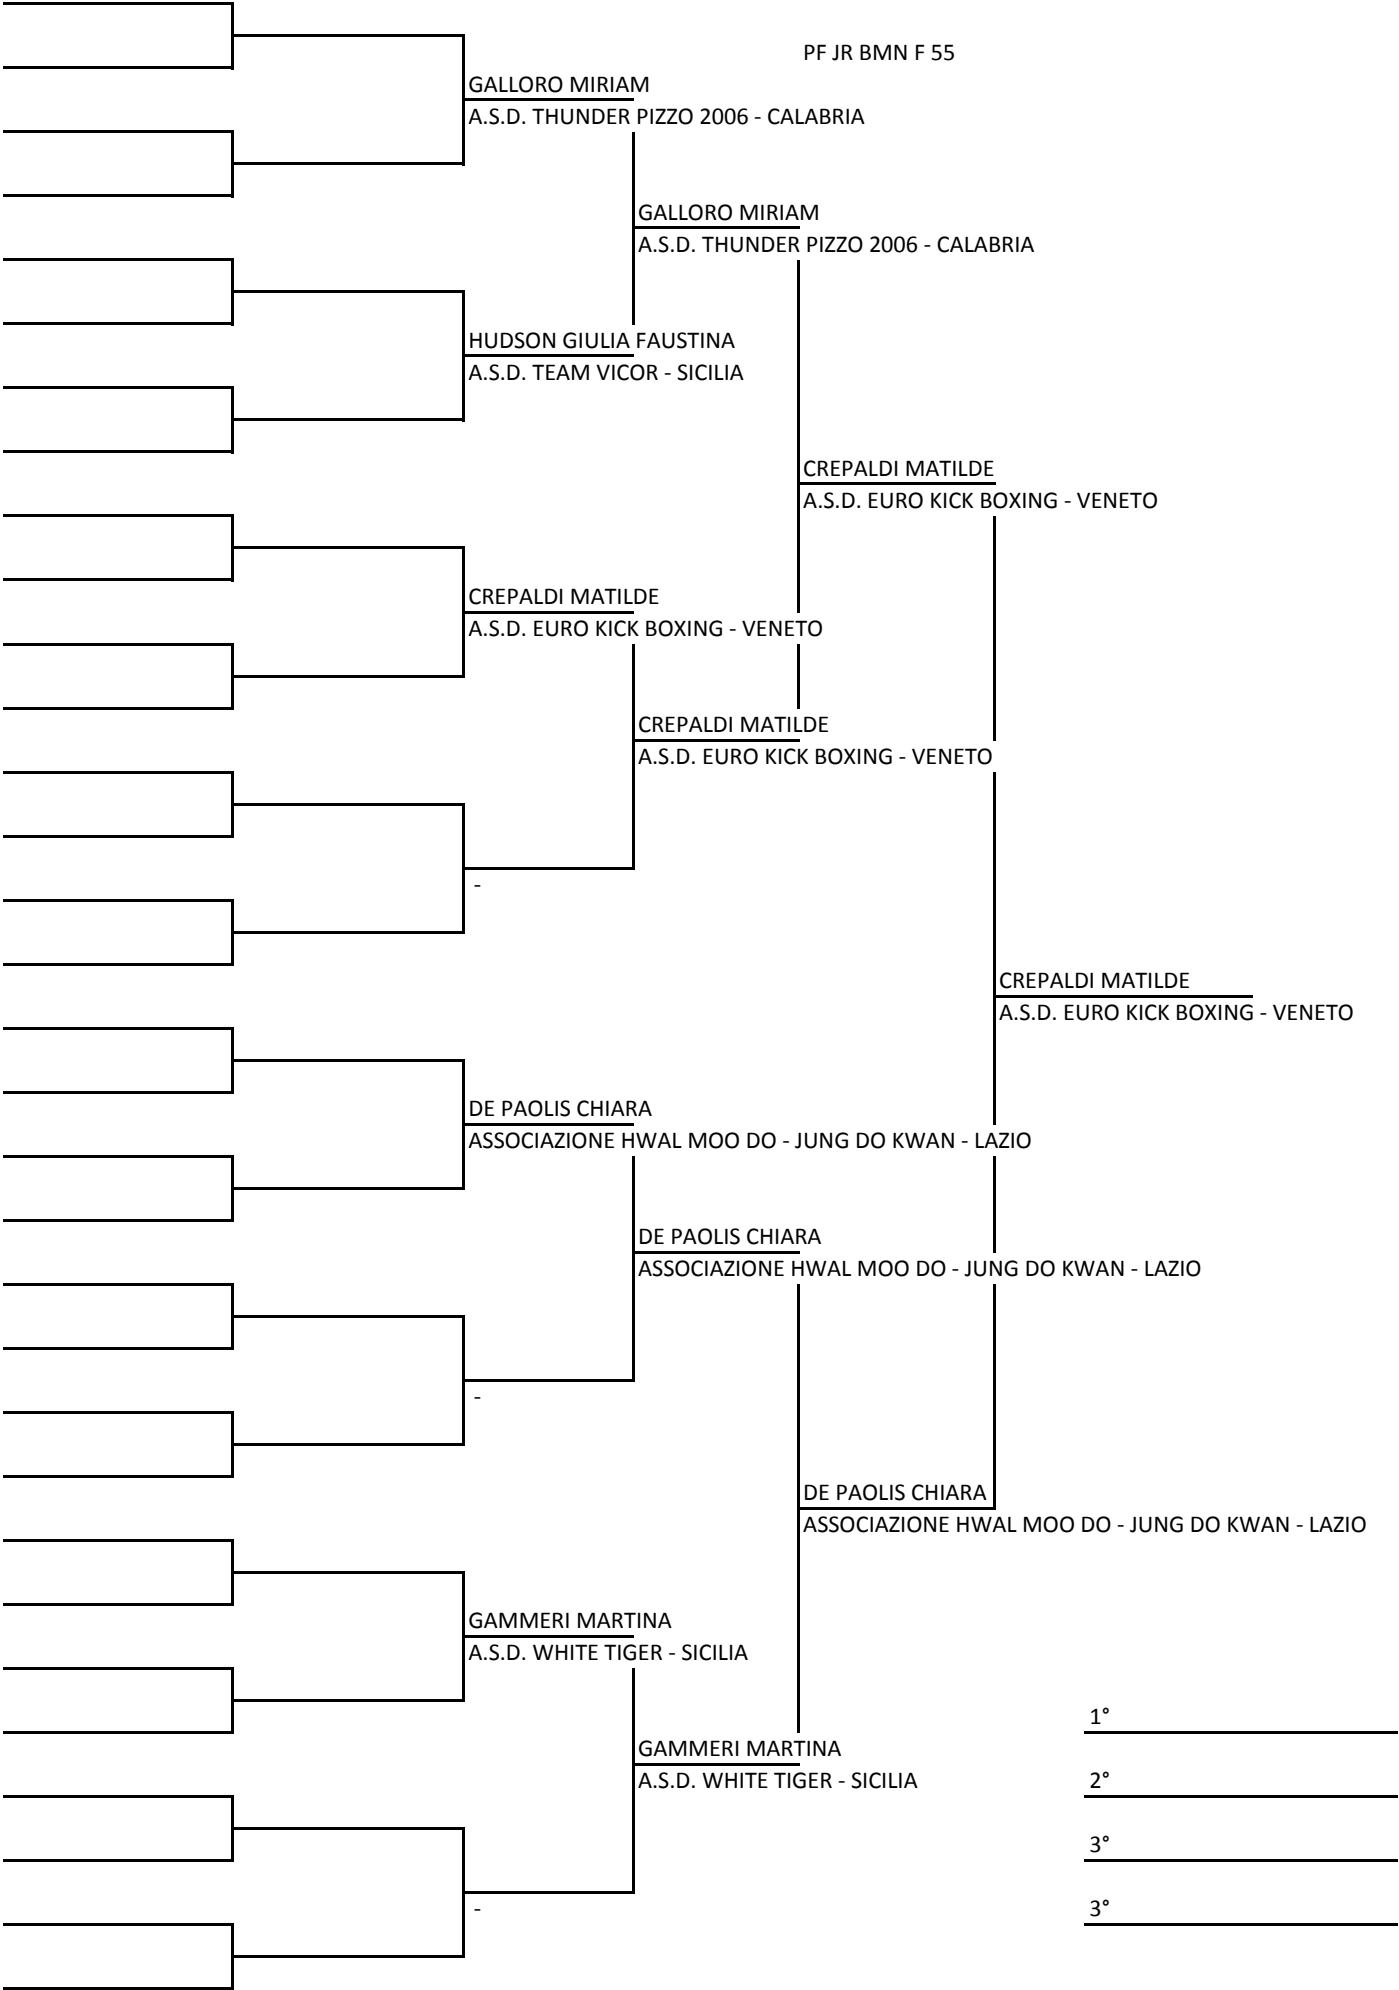 PF JR BMN F 55
GALLORO MIRIAM
A.S.D. THUNDER PIZZO 2006 - CALABRIA
GALLORO MIRIAM
A.S.D. THUNDER PIZZO 2006 - CALABRIA
HUDSON GIULIA FAUSTINA
A.S.D. TEAM VICOR - SICILIA
CREPALDI MATILDE
A.S.D. EURO KICK BOXING - VENETO
CREPALDI MATILDE
A.S.D. EURO KICK BOXING - VENETO
CREPALDI MATILDE
A.S.D. EURO KICK BOXING - VENETO
-
CREPALDI MATILDE
A.S.D. EURO KICK BOXING - VENETO
DE PAOLIS CHIARA
ASSOCIAZIONE HWAL MOO DO - JUNG DO KWAN - LAZIO
DE PAOLIS CHIARA
ASSOCIAZIONE HWAL MOO DO - JUNG DO KWAN - LAZIO
-
DE PAOLIS CHIARA
ASSOCIAZIONE HWAL MOO DO - JUNG DO KWAN - LAZIO
GAMMERI MARTINA
A.S.D. WHITE TIGER - SICILIA
1°
GAMMERI MARTINA
A.S.D. WHITE TIGER - SICILIA
2°
3°
-
3°